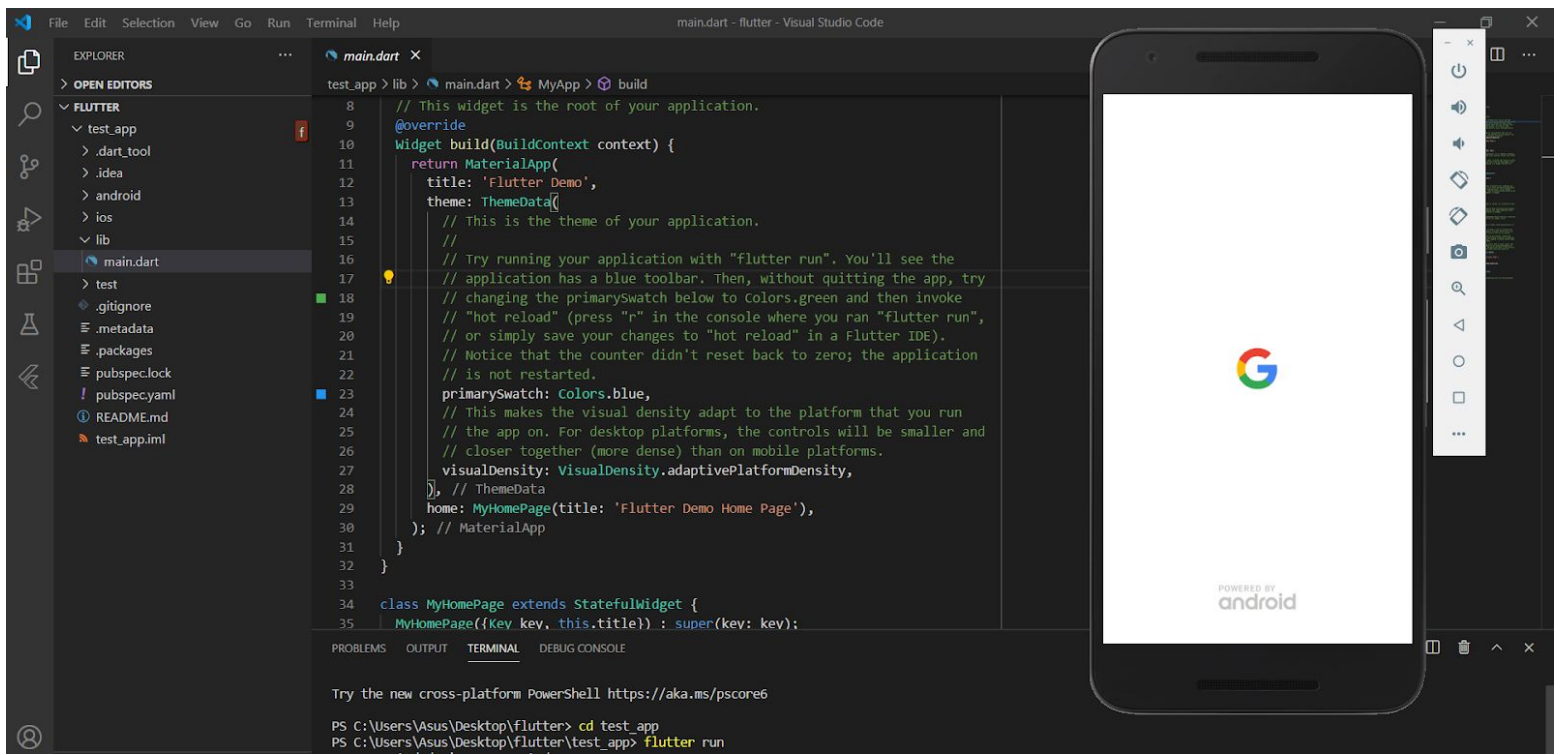 File Edit Selection View Go Run Terminal Help
main.dart - flutter - Visual Studio Code
EXPLORER
OPEN EDITORS
FLUTTER
test_app
.dart_tool
.idea
android
ios
lib
main.dart
test
.gitignore
.metadata
.packages
pubspec.lock
pubspec.yaml
README.md
test_app.iml
f
main.dart
test_app > lib > main.dart > MyApp > build
8 // This widget is the root of your application.
9 @override
10 Widget build(BuildContext context) {
11 return MaterialApp(
12 title: 'Flutter Demo',
13 theme: ThemeData(
14 // This is the theme of your application.
15 //
16 // Try running your application with "flutter run". You'll see the
17 // application has a blue toolbar. Then, without quitting the app, try
18 // changing the primarySwatch below to Colors.green and then invoke
19 // "hot reload" (press "r" in the console where you ran "flutter run",
20 // or simply save your changes to "hot reload" in a Flutter IDE).
21 // Notice that the counter didn't reset back to zero; the application
22 // is not restarted.
23 primarySwatch: Colors.blue,
24 // This makes the visual density adapt to the platform that you run
25 // the app on. For desktop platforms, the controls will be smaller and
26 // closer together (more dense) than on mobile platforms.
27 visualDensity: VisualDensity.adaptivePlatformDensity,
28 ), // ThemeData
29 home: MyHomePage(title: 'Flutter Demo Home Page'),
30 ); // MaterialApp
31 }
32 }
33
34 class MyHomePage extends StatefulWidget {
35 MyHomePage({Key key, this.title}) : super(key: key);
PROBLEMS OUTPUT TERMINAL DEBUG CONSOLE
Try the new cross-platform PowerShell https://aka.ms/pscore6
PS C:\Users\Asus\Desktop\flutter> cd test_app
PS C:\Users\Asus\Desktop\flutter\test_app> flutter run
G
POWERED BY
android